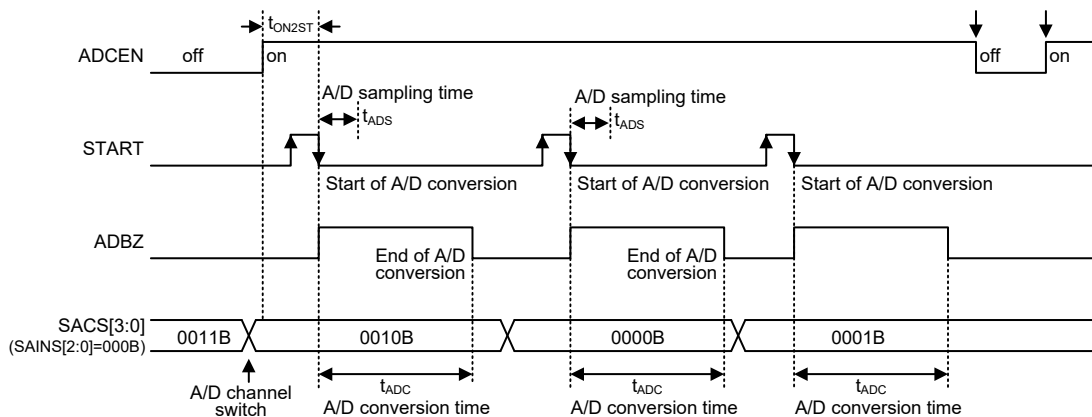 tON2ST
ADCEN
off
on
off
on
A/D sampling time
tADS
A/D sampling time
tADS
START
Start of A/D conversion
Start of A/D conversion
Start of A/D conversion
ADBZ
End of A/D
conversion
End of A/D
conversion
SACS[3:0]
(SAINS[2:0]=000B)
0011B
0010B
0000B
0001B
A/D channel
switch
tADC
A/D conversion time
tADC
A/D conversion time
tADC
A/D conversion time